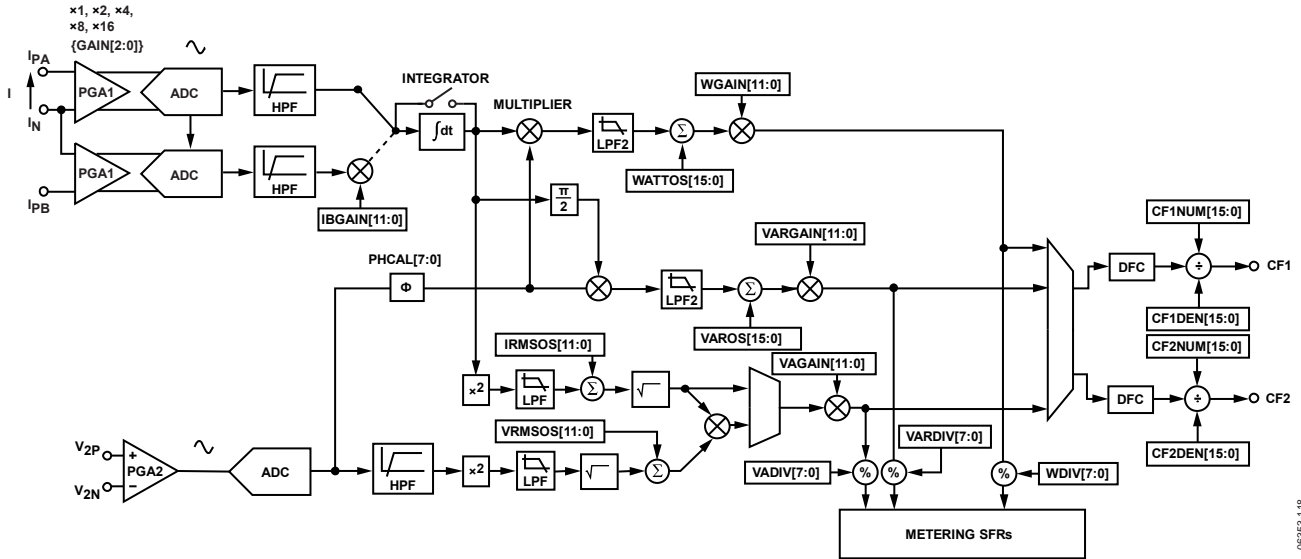 ×1, ×2, ×4,
×8, ×16
{GAIN[2:0]}
IPA
I
IN
IPB
PGA1
ADC
HPF
PGA1
ADC
HPF
IBGAIN[11:0]
INTEGRATOR
∫dt
MULTIPLIER
LPF2
Σ
WGAIN[11:0]
WATTOS[15:0]
π
2
PHCAL[7:0]
Φ
LPF2
Σ
VARGAIN[11:0]
VAROS[15:0]
IRMSOS[11:0]
×2
LPF
Σ
√
VAGAIN[11:0]
VRMSOS[11:0]
V2P
+
PGA2
V2N
−
ADC
HPF
×2
LPF
√
Σ
VADIV[7:0]
%
%
VARDIV[7:0]
%
WDIV[7:0]
METERING SFRs
CF1NUM[15:0]
DFC
÷
CF1
CF1DEN[15:0]
CF2NUM[15:0]
DFC
÷
CF2
CF2DEN[15:0]